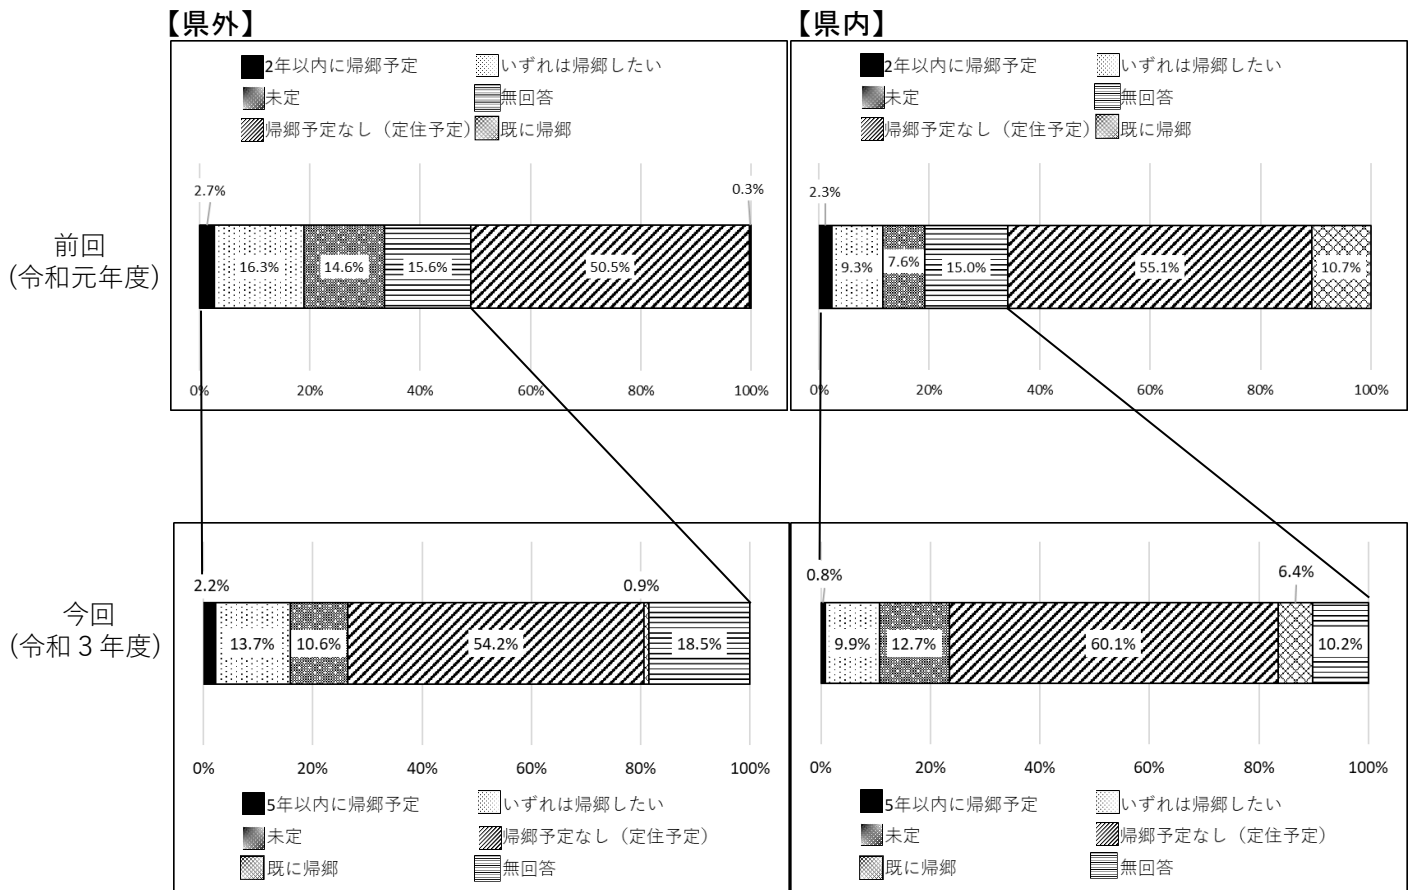 【県外】
【県内】
2年以内に帰郷予定 いずれは帰郷したい
未定 無回答
帰郷予定なし（定住予定） 既に帰郷
2年以内に帰郷予定 いずれは帰郷したい
未定 無回答
帰郷予定なし（定住予定） 既に帰郷
前回
(令和元年度)
2.7% 0.3%
16.3% 14.6% 15.6% 50.5%
0% 20% 40% 60% 80% 100%
2.3%
9.3% 7.6% 15.0% 55.1% 10.7%
0% 20% 40% 60% 80% 100%
今回
(令和３年度)
2.2% 0.9%
13.7% 10.6% 54.2% 18.5%
0% 20% 40% 60% 80% 100%
5年以内に帰郷予定 いずれは帰郷したい
未定 帰郷予定なし（定住予定）
既に帰郷 無回答
0.8% 6.4%
9.9% 12.7% 60.1% 10.2%
0% 20% 40% 60% 80% 100%
5年以内に帰郷予定 いずれは帰郷したい
未定 帰郷予定なし（定住予定）
既に帰郷 無回答